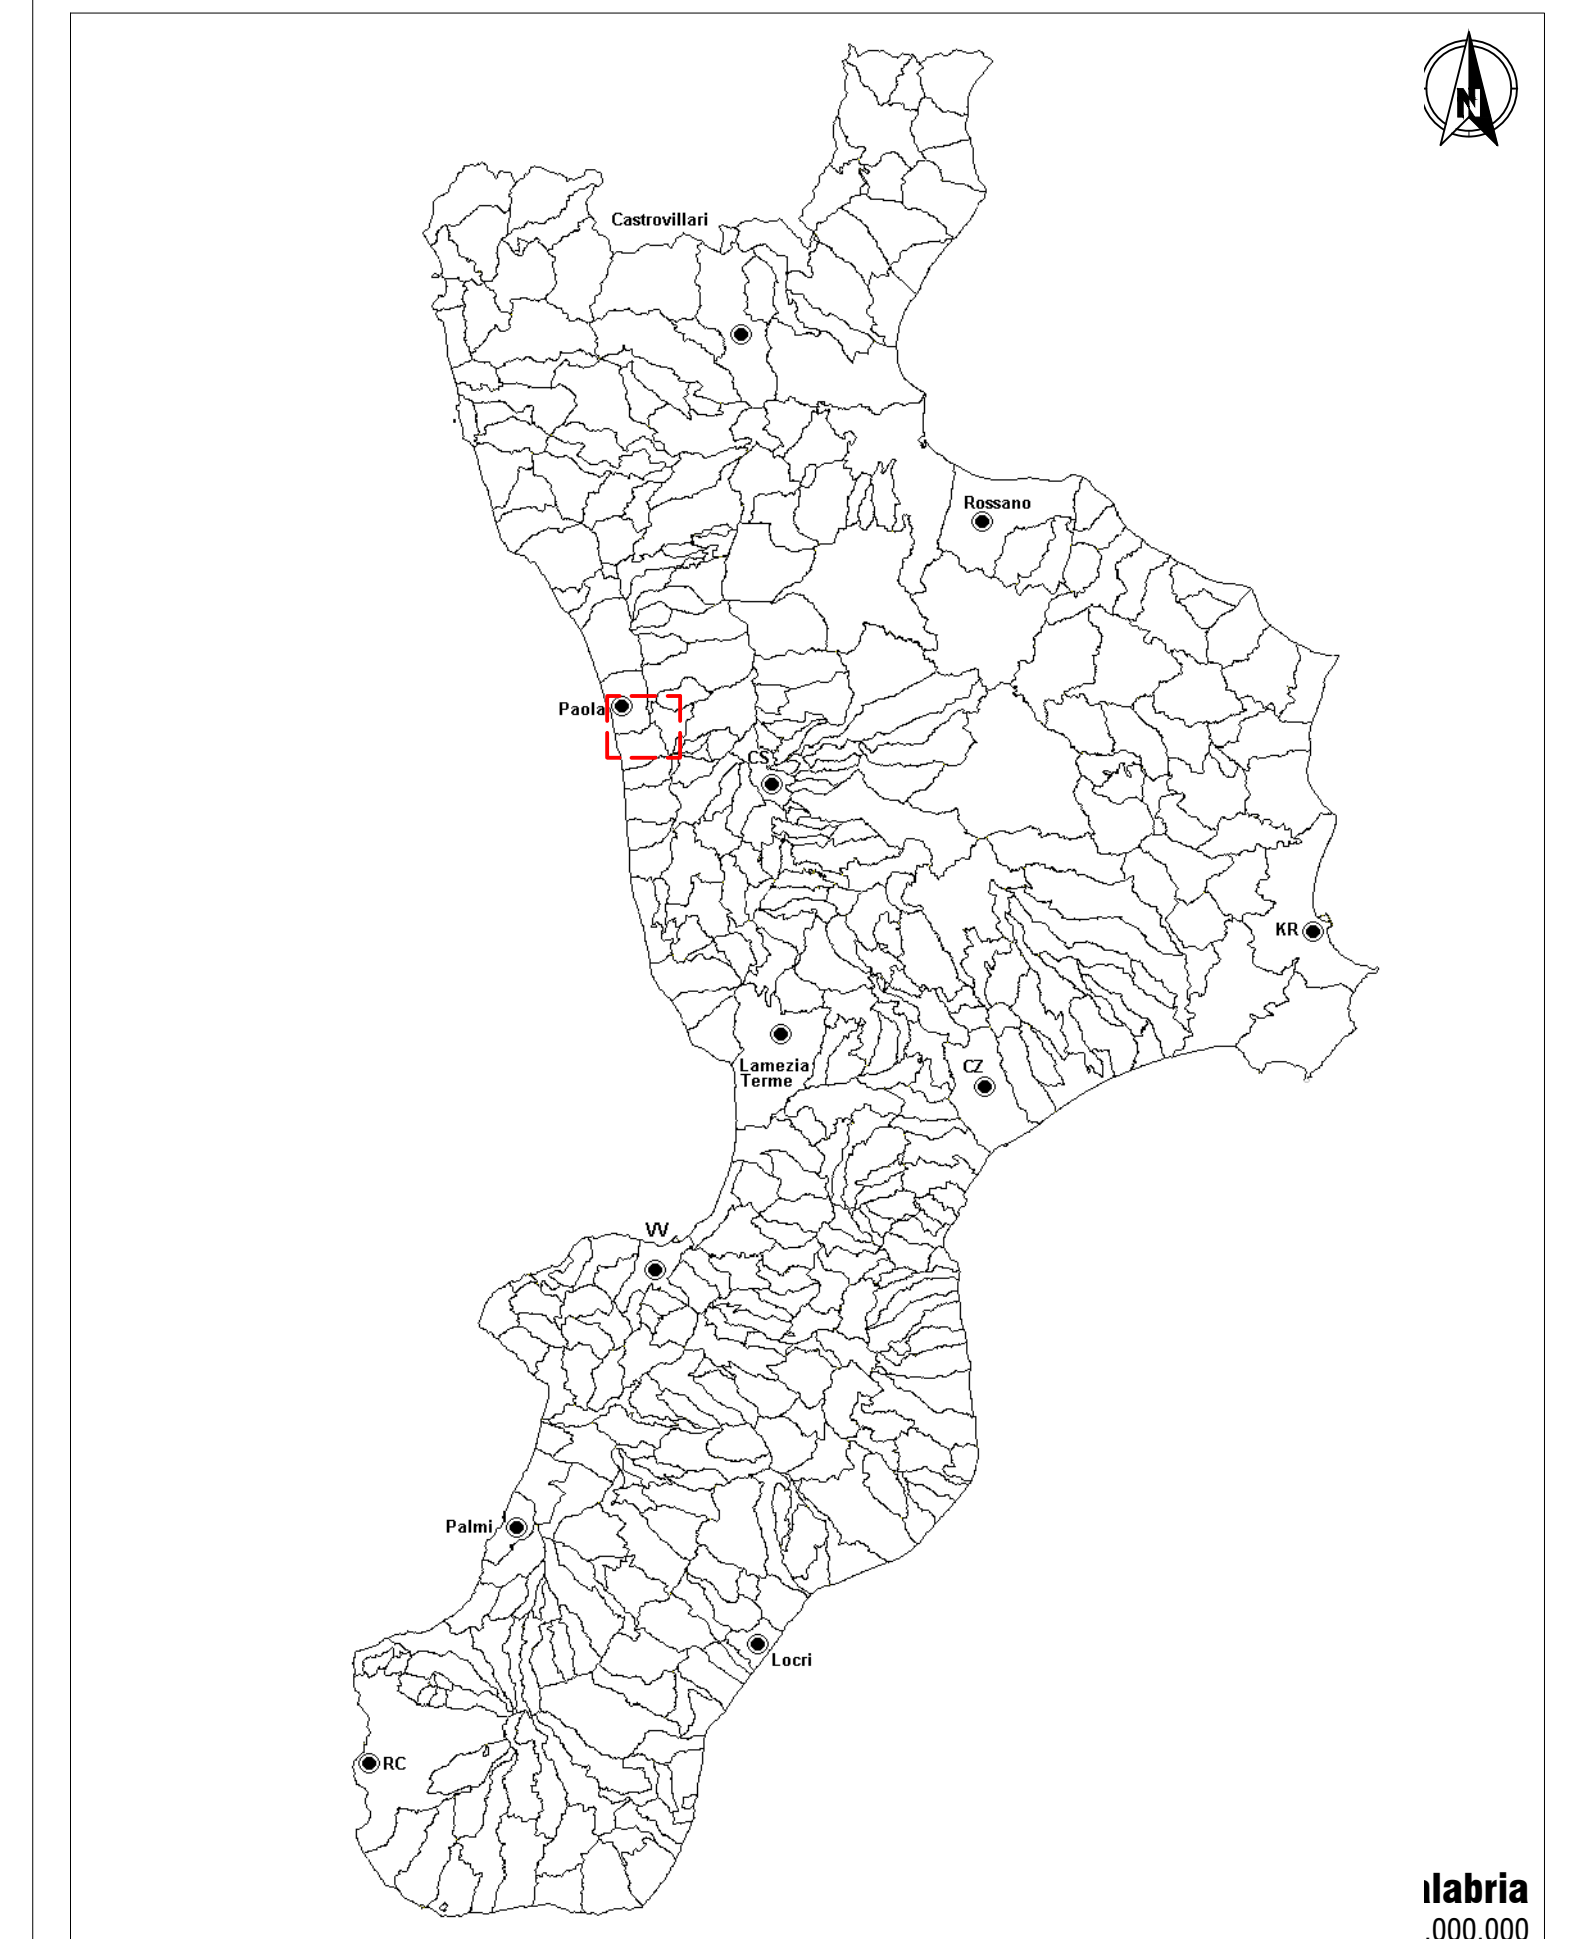 N
Castrovillari
Rossano
Paola
CS
KR
Lamezia
Terme
CZ
VV
Palmi
Locri
RC
labria
.000.000